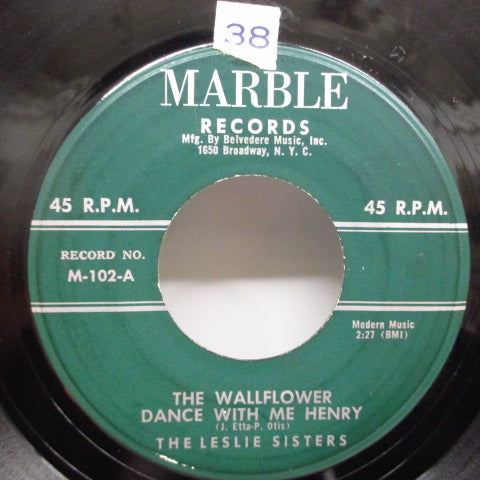 38
MARBLE
RECORDS
Mfg. By Belvedere Music, Inc.
1650 Broadway, N. Y. C.
45 R.P.M.
45 R.P.M.
RECORD NO.
M-102-A
Modern Music
2:27 (BMI)
THE WALLFLOWER
DANCE WITH ME HENRY
(J. Etta-P. Otis)
THE LESLIE SISTERS